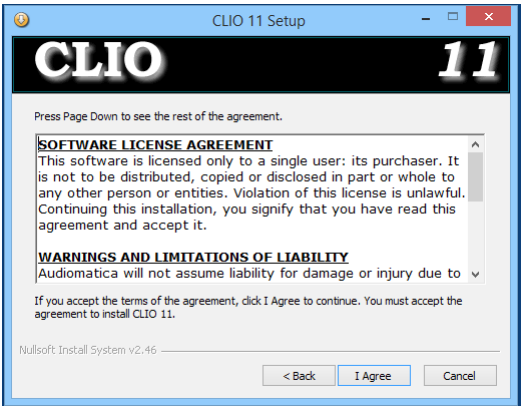 CLIO 11 Setup
CLIO 11
Press Page Down to see the rest of the agreement.
SOFTWARE LICENSE AGREEMENT
This software is licensed only to a single user: its purchaser. It
is not to be distributed, copied or disclosed in part or whole to
any other person or entities. Violation of this license is unlawful.
Continuing this installation, you signify that you have read this
agreement and accept it.
WARNINGS AND LIMITATIONS OF LIABILITY
Audiomatica will not assume liability for damage or injury due to
If you accept the terms of the agreement, click I Agree to continue. You must accept the
agreement to install CLIO 11.
Nullsoft Install System v2.46
< Back I Agree Cancel